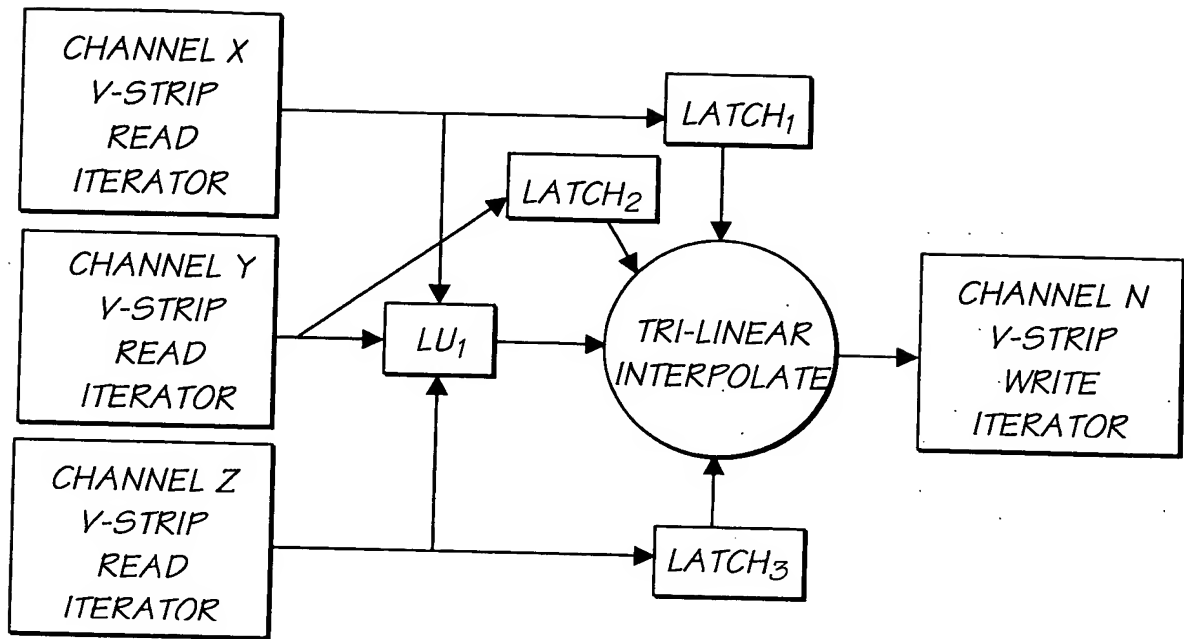 CHANNEL X
V-STRIP
READ
ITERATOR
LATCH1
LATCH2
CHANNEL Y
V-STRIP
READ
ITERATOR
LU1
TRI-LINEAR
INTERPOLATE
CHANNEL N
V-STRIP
WRITE
ITERATOR
CHANNEL Z
V-STRIP
READ
ITERATOR
LATCH3